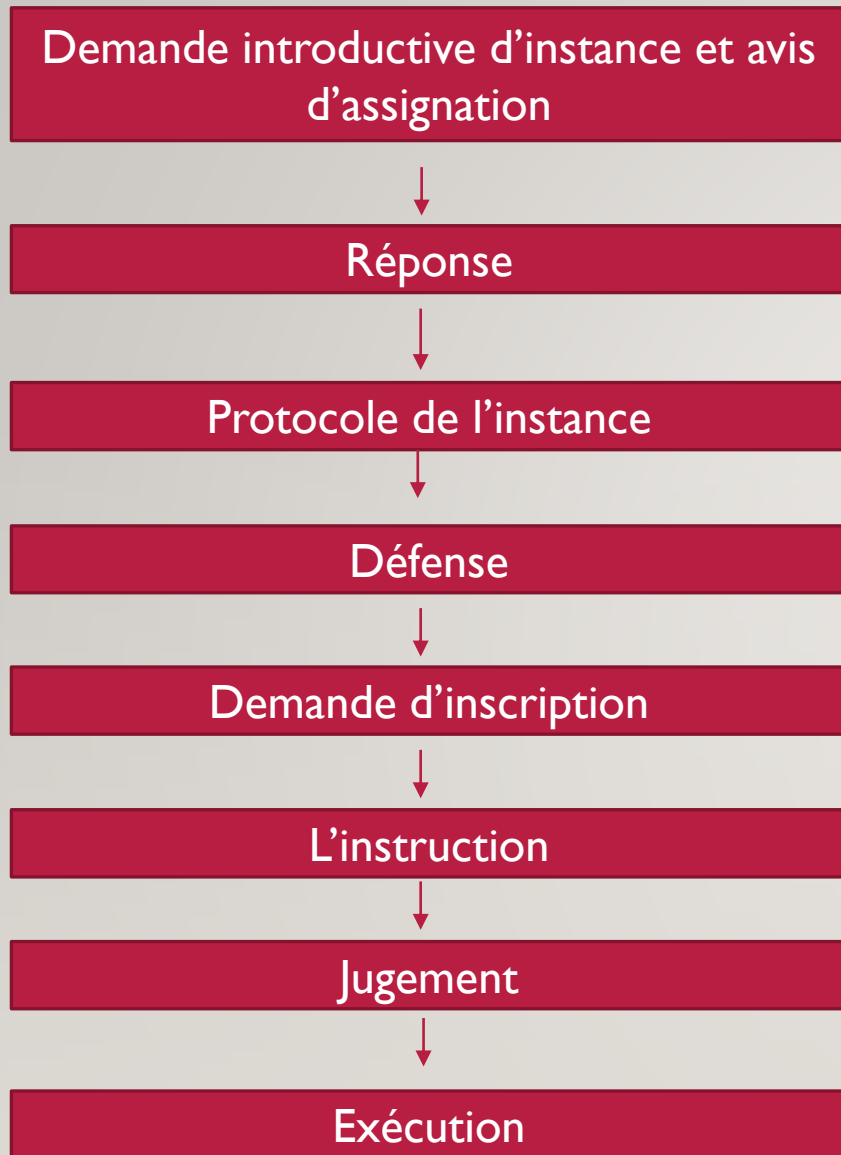 Demande introductive d’instance et avis
d’assignation
Réponse
Protocole de l’instance
Défense
Demande d’inscription
L’instruction
Jugement
Exécution